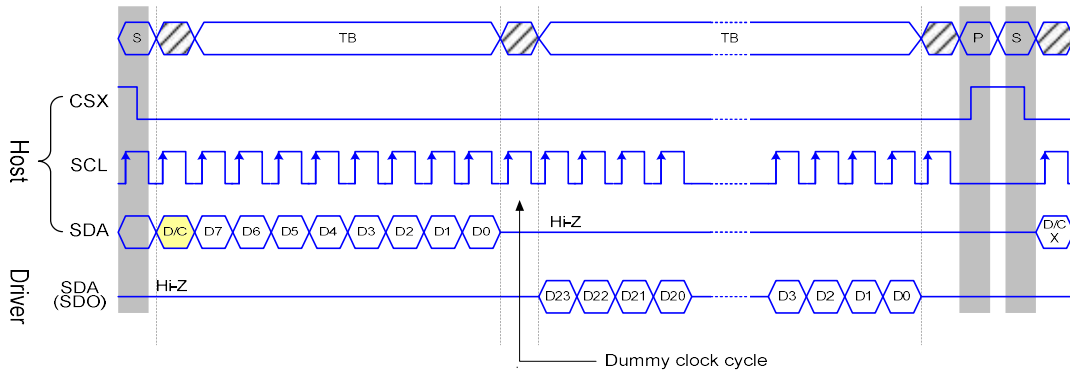 S TB TB P S
CSX
Host
SCL
SDA D/C D7 D6 D5 D4 D3 D2 D1 D0 Hi-Z D/C X
Driver
SDA (SDO) Hi-Z D23 D22 D21 D20 D3 D2 D1 D0
Dummy clock cycle